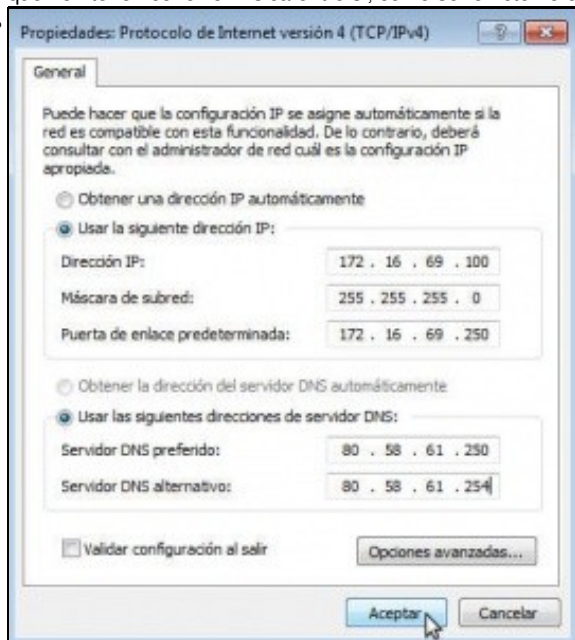 Propiedades: Protocolo de Internet versión 4 (TCP/IPv4)
General
Puede hacer que la configuración IP se asigne automáticamente si la
red es compatible con esta funcionalidad. De lo contrario, deberá
consultar con el administrador de red cuál es la configuración IP
apropiada.
Obtener una dirección IP automáticamente
Usar la siguiente dirección IP:
Dirección IP: 172 . 16 . 69 . 100
Máscara de subred: 255 . 255 . 255 . 0
Puerta de enlace predeterminada: 172 . 16 . 69 . 250
Obtener la dirección del servidor DNS automáticamente
Usar las siguientes direcciones de servidor DNS:
Servidor DNS preferido: 80 . 58 . 61 . 250
Servidor DNS alternativo: 80 . 58 . 61 . 254
Validar configuración al salir
Opciones avanzadas...
Aceptar Cancelar